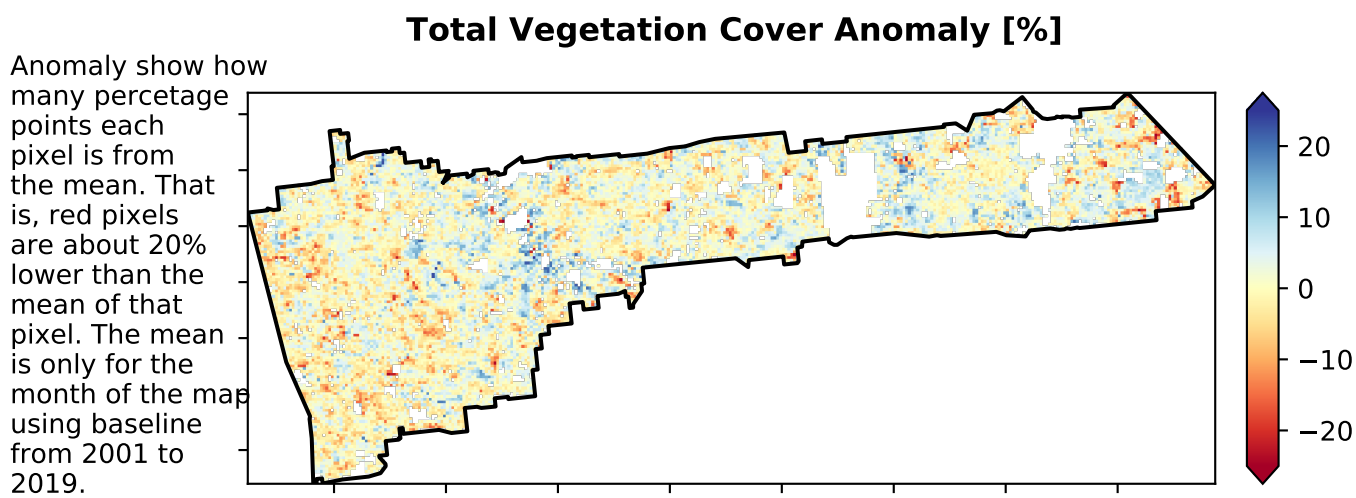 Total Vegetation Cover Anomaly [%]
Anomaly show how
many percetage
points each
pixel is from
the mean. That
is, red pixels
are about 20%
lower than the
mean of that
pixel. The mean
is only for the
month of the map
using baseline
from 2001 to
2019.
20
10
0
−10
−20